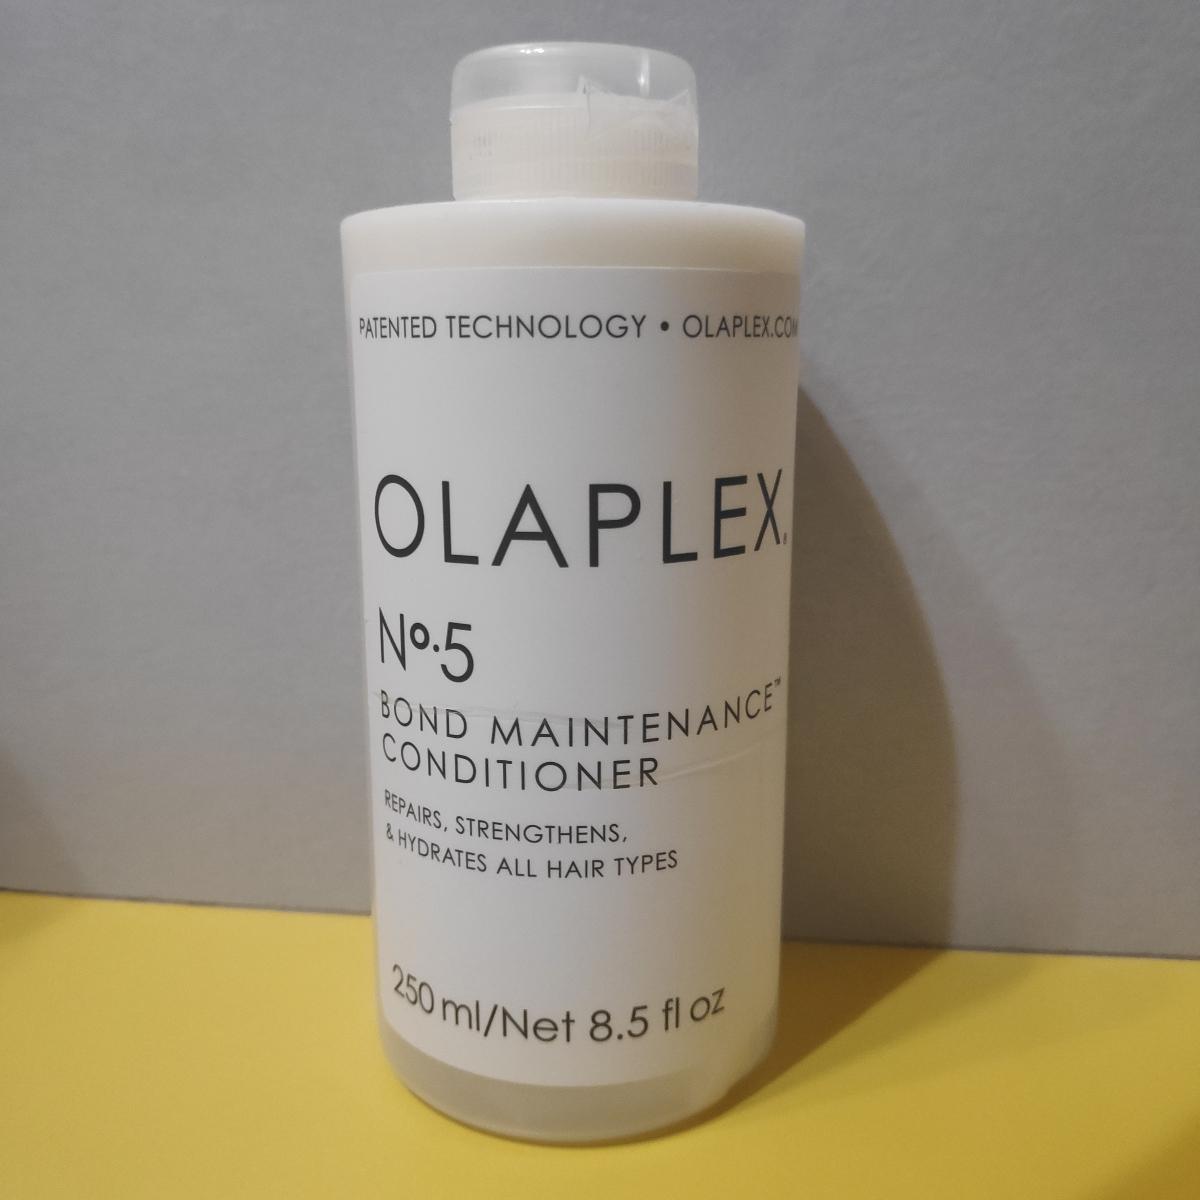 PATENTED TECHNOLOGY • OLAPLEX.COM
OLAPLEX®
Nº.5
BOND MAINTENANCE™
CONDITIONER
REPAIRS, STRENGTHENS,
& HYDRATES ALL HAIR TYPES
250 ml/Net 8.5 fl oz